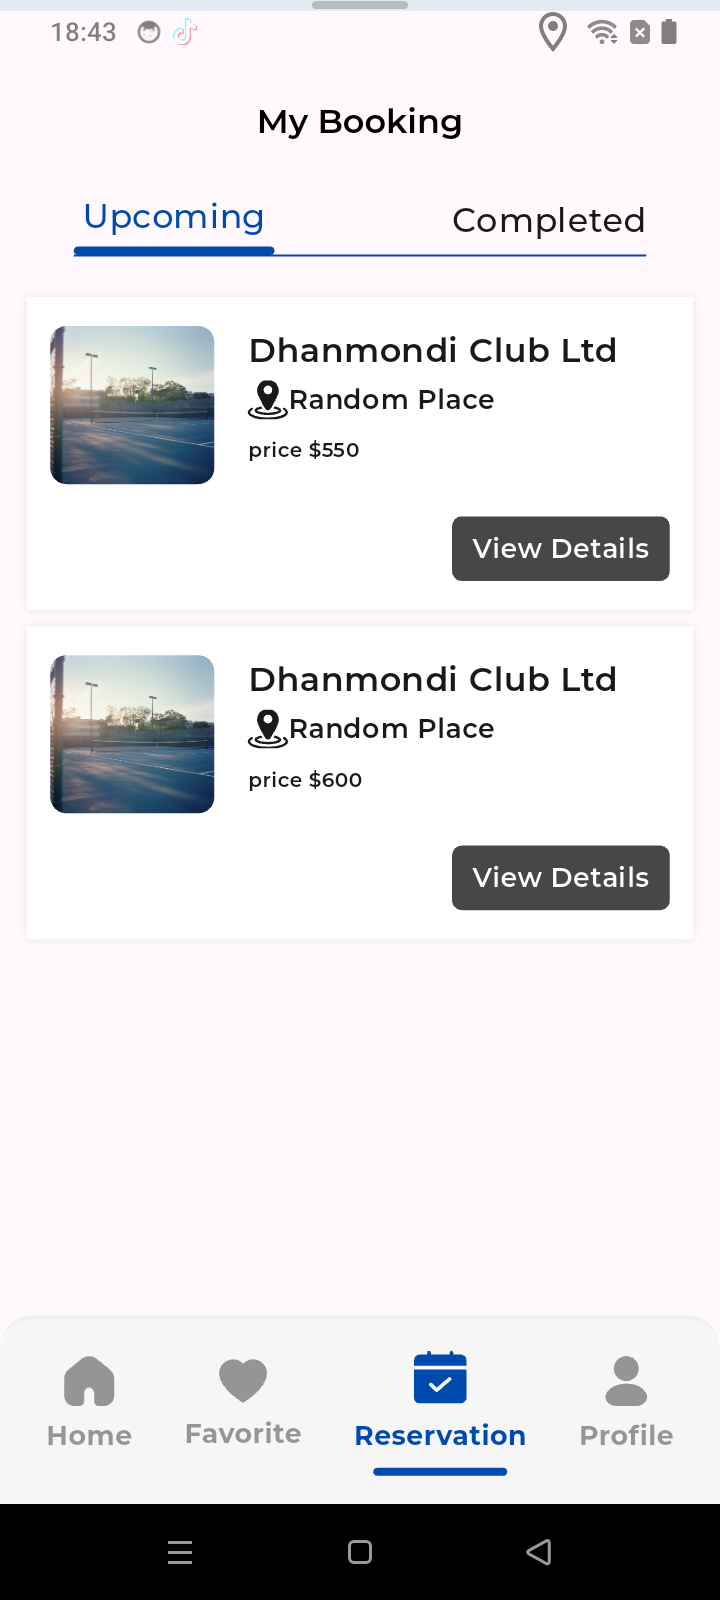 18:43
My Booking
Upcoming
Completed
Dhanmondi Club Ltd
Random Place
price $550
View Details
Dhanmondi Club Ltd
Random Place
price $600
View Details
Home
Favorite
Reservation
Profile